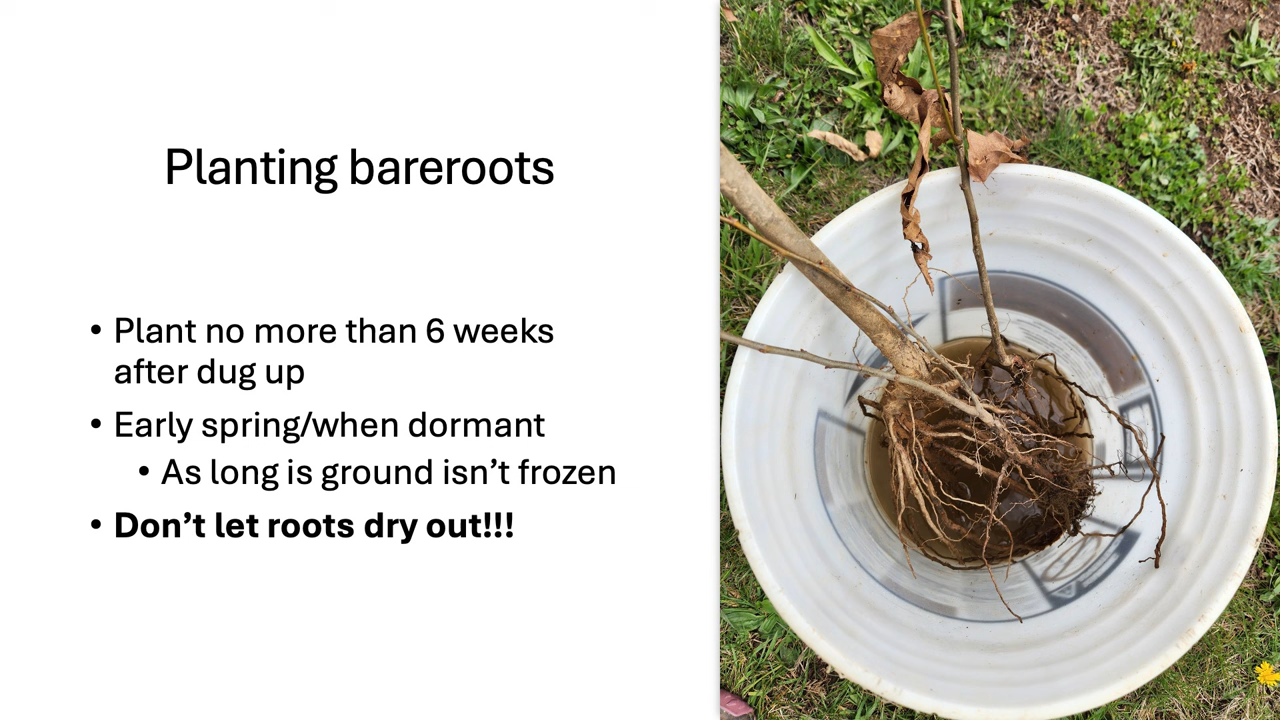 Planting bareroots
• Plant no more than 6 weeks
after dug up
• Early spring/when dormant
• As long is ground isn’t frozen
• Don’t let roots dry out!!!